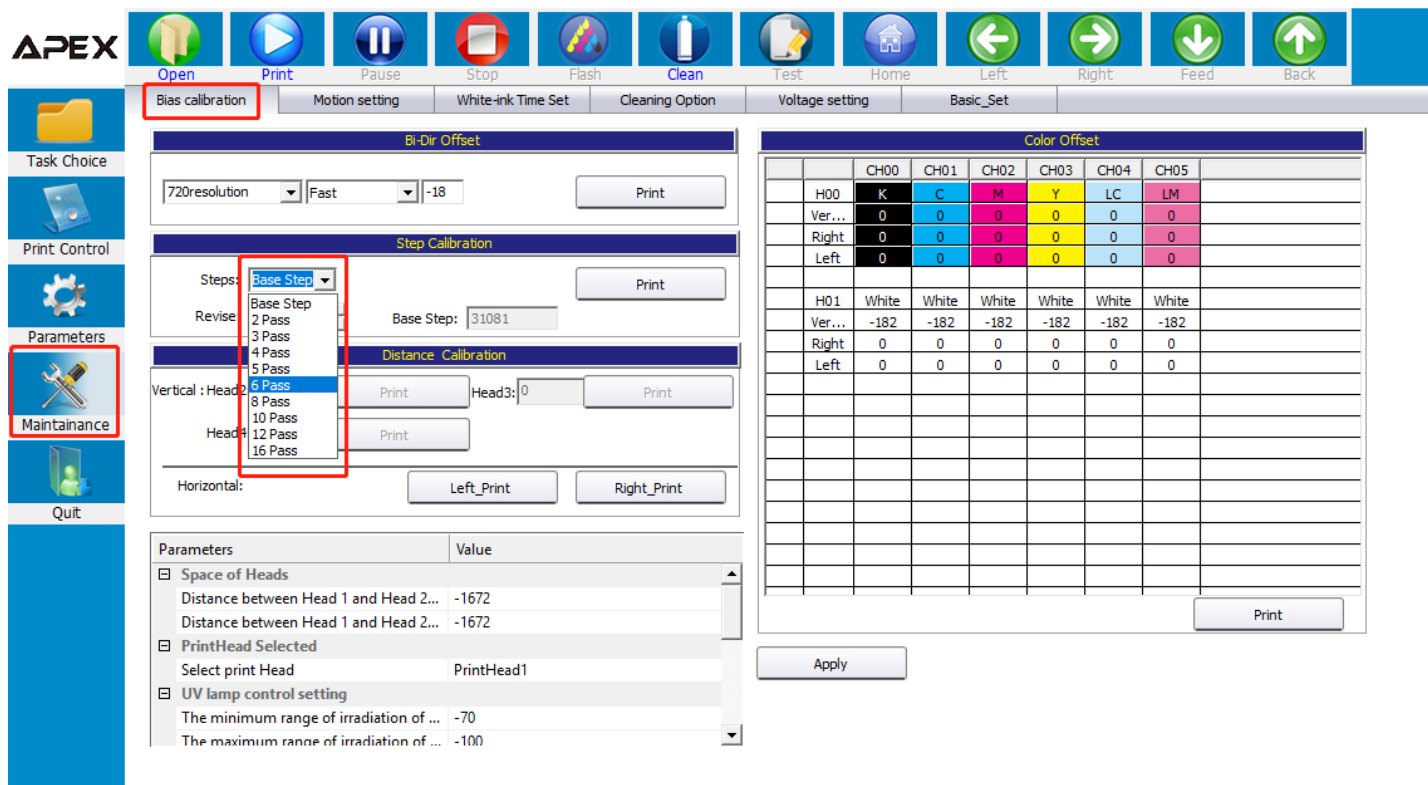 APEX
Open Print Pause Stop Flash Clean Test Home Left Right Feed Back
Bias calibration Motion setting White-ink Time Set Cleaning Option Voltage setting Basic_Set
Task Choice
Print Control
Parameters
Maintainance
Quit
Bi-Dir Offset
720resolution Fast -18 Print
Step Calibration
Steps: Base Step Print
Revise Base Step: 31081
Base Step
2 Pass
3 Pass
4 Pass
5 Pass
6 Pass
8 Pass
10 Pass
12 Pass
16 Pass
Distance Calibration
Vertical : Head2 Print Head3: 0 Print
Head4 Print
Horizontal: Left_Print Right_Print
Parameters Value
Space of Heads
Distance between Head 1 and Head 2... -1672
Distance between Head 1 and Head 2... -1672
PrintHead Selected
Select print Head PrintHead1
UV lamp control setting
The minimum range of irradiation of ... -70
The maximum range of irradiation of ... -100
Color Offset
CH00 CH01 CH02 CH03 CH04 CH05
H00 K C M Y LC LM
Ver... 0 0 0 0 0 0
Right 0 0 0 0 0 0
Left 0 0 0 0 0 0
H01 White White White White White White
Ver... -182 -182 -182 -182 -182 -182
Right 0 0 0 0 0 0
Left 0 0 0 0 0 0
Print
Apply